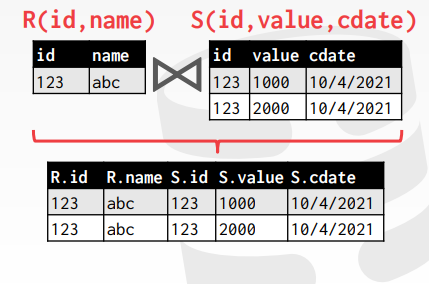 R(id,name) S(id,value,cdate)
id name
123 abc
id value cdate
123 1000 10/4/2021
123 2000 10/4/2021
R.id R.name S.id S.value S.cdate
123 abc 123 1000 10/4/2021
123 abc 123 2000 10/4/2021